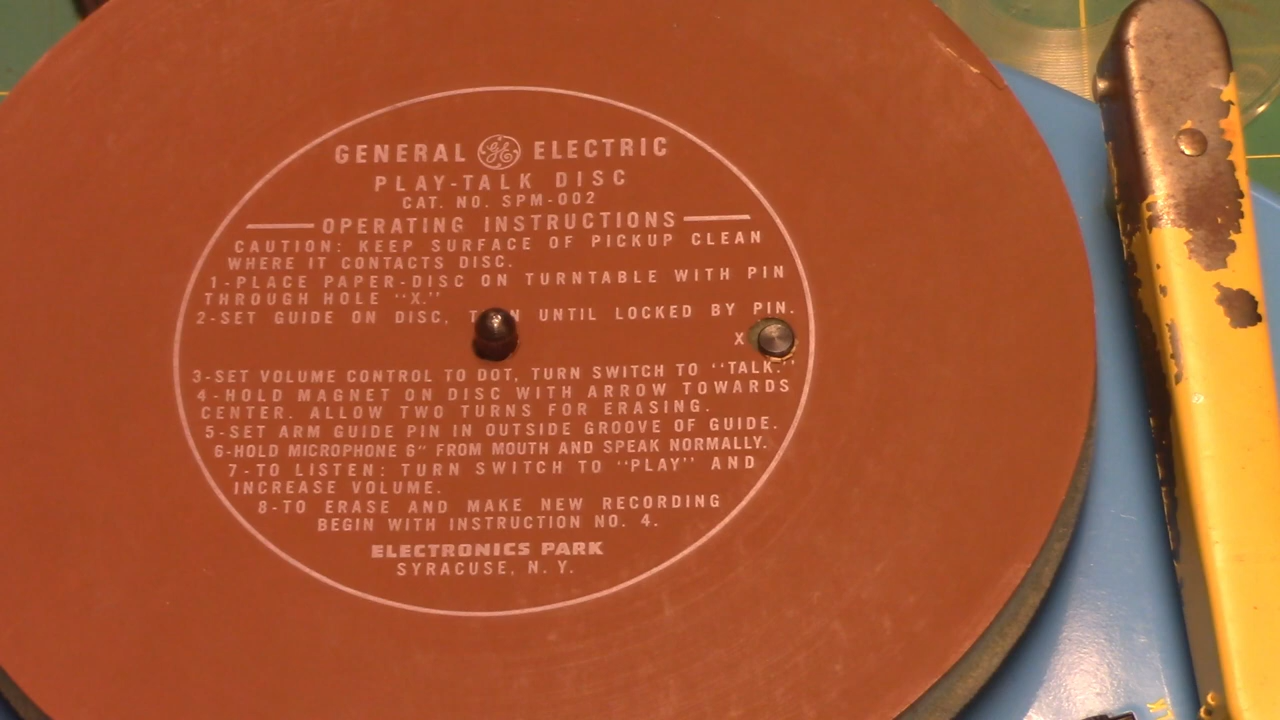 GENERAL GE ELECTRIC
PLAY-TALK DISC
CAT. NO. SPM-002
OPERATING INSTRUCTIONS
CAUTION: KEEP SURFACE OF PICKUP CLEAN
WHERE IT CONTACTS DISC.
1-PLACE PAPER-DISC ON TURNTABLE WITH PIN
THROUGH HOLE "X."
2-SET GUIDE ON DISC, UNTIL LOCKED BY PIN.
X
3-SET VOLUME CONTROL TO DOT, TURN SWITCH TO "TALK."
4-HOLD MAGNET ON DISC WITH ARROW TOWARDS
CENTER. ALLOW TWO TURNS FOR ERASING.
5-SET ARM GUIDE PIN IN OUTSIDE GROOVE OF GUIDE.
6-HOLD MICROPHONE 6" FROM MOUTH AND SPEAK NORMALLY.
7-TO LISTEN: TURN SWITCH TO "PLAY" AND
INCREASE VOLUME.
8-TO ERASE AND MAKE NEW RECORDING
BEGIN WITH INSTRUCTION NO. 4.
ELECTRONICS PARK
SYRACUSE, N. Y.